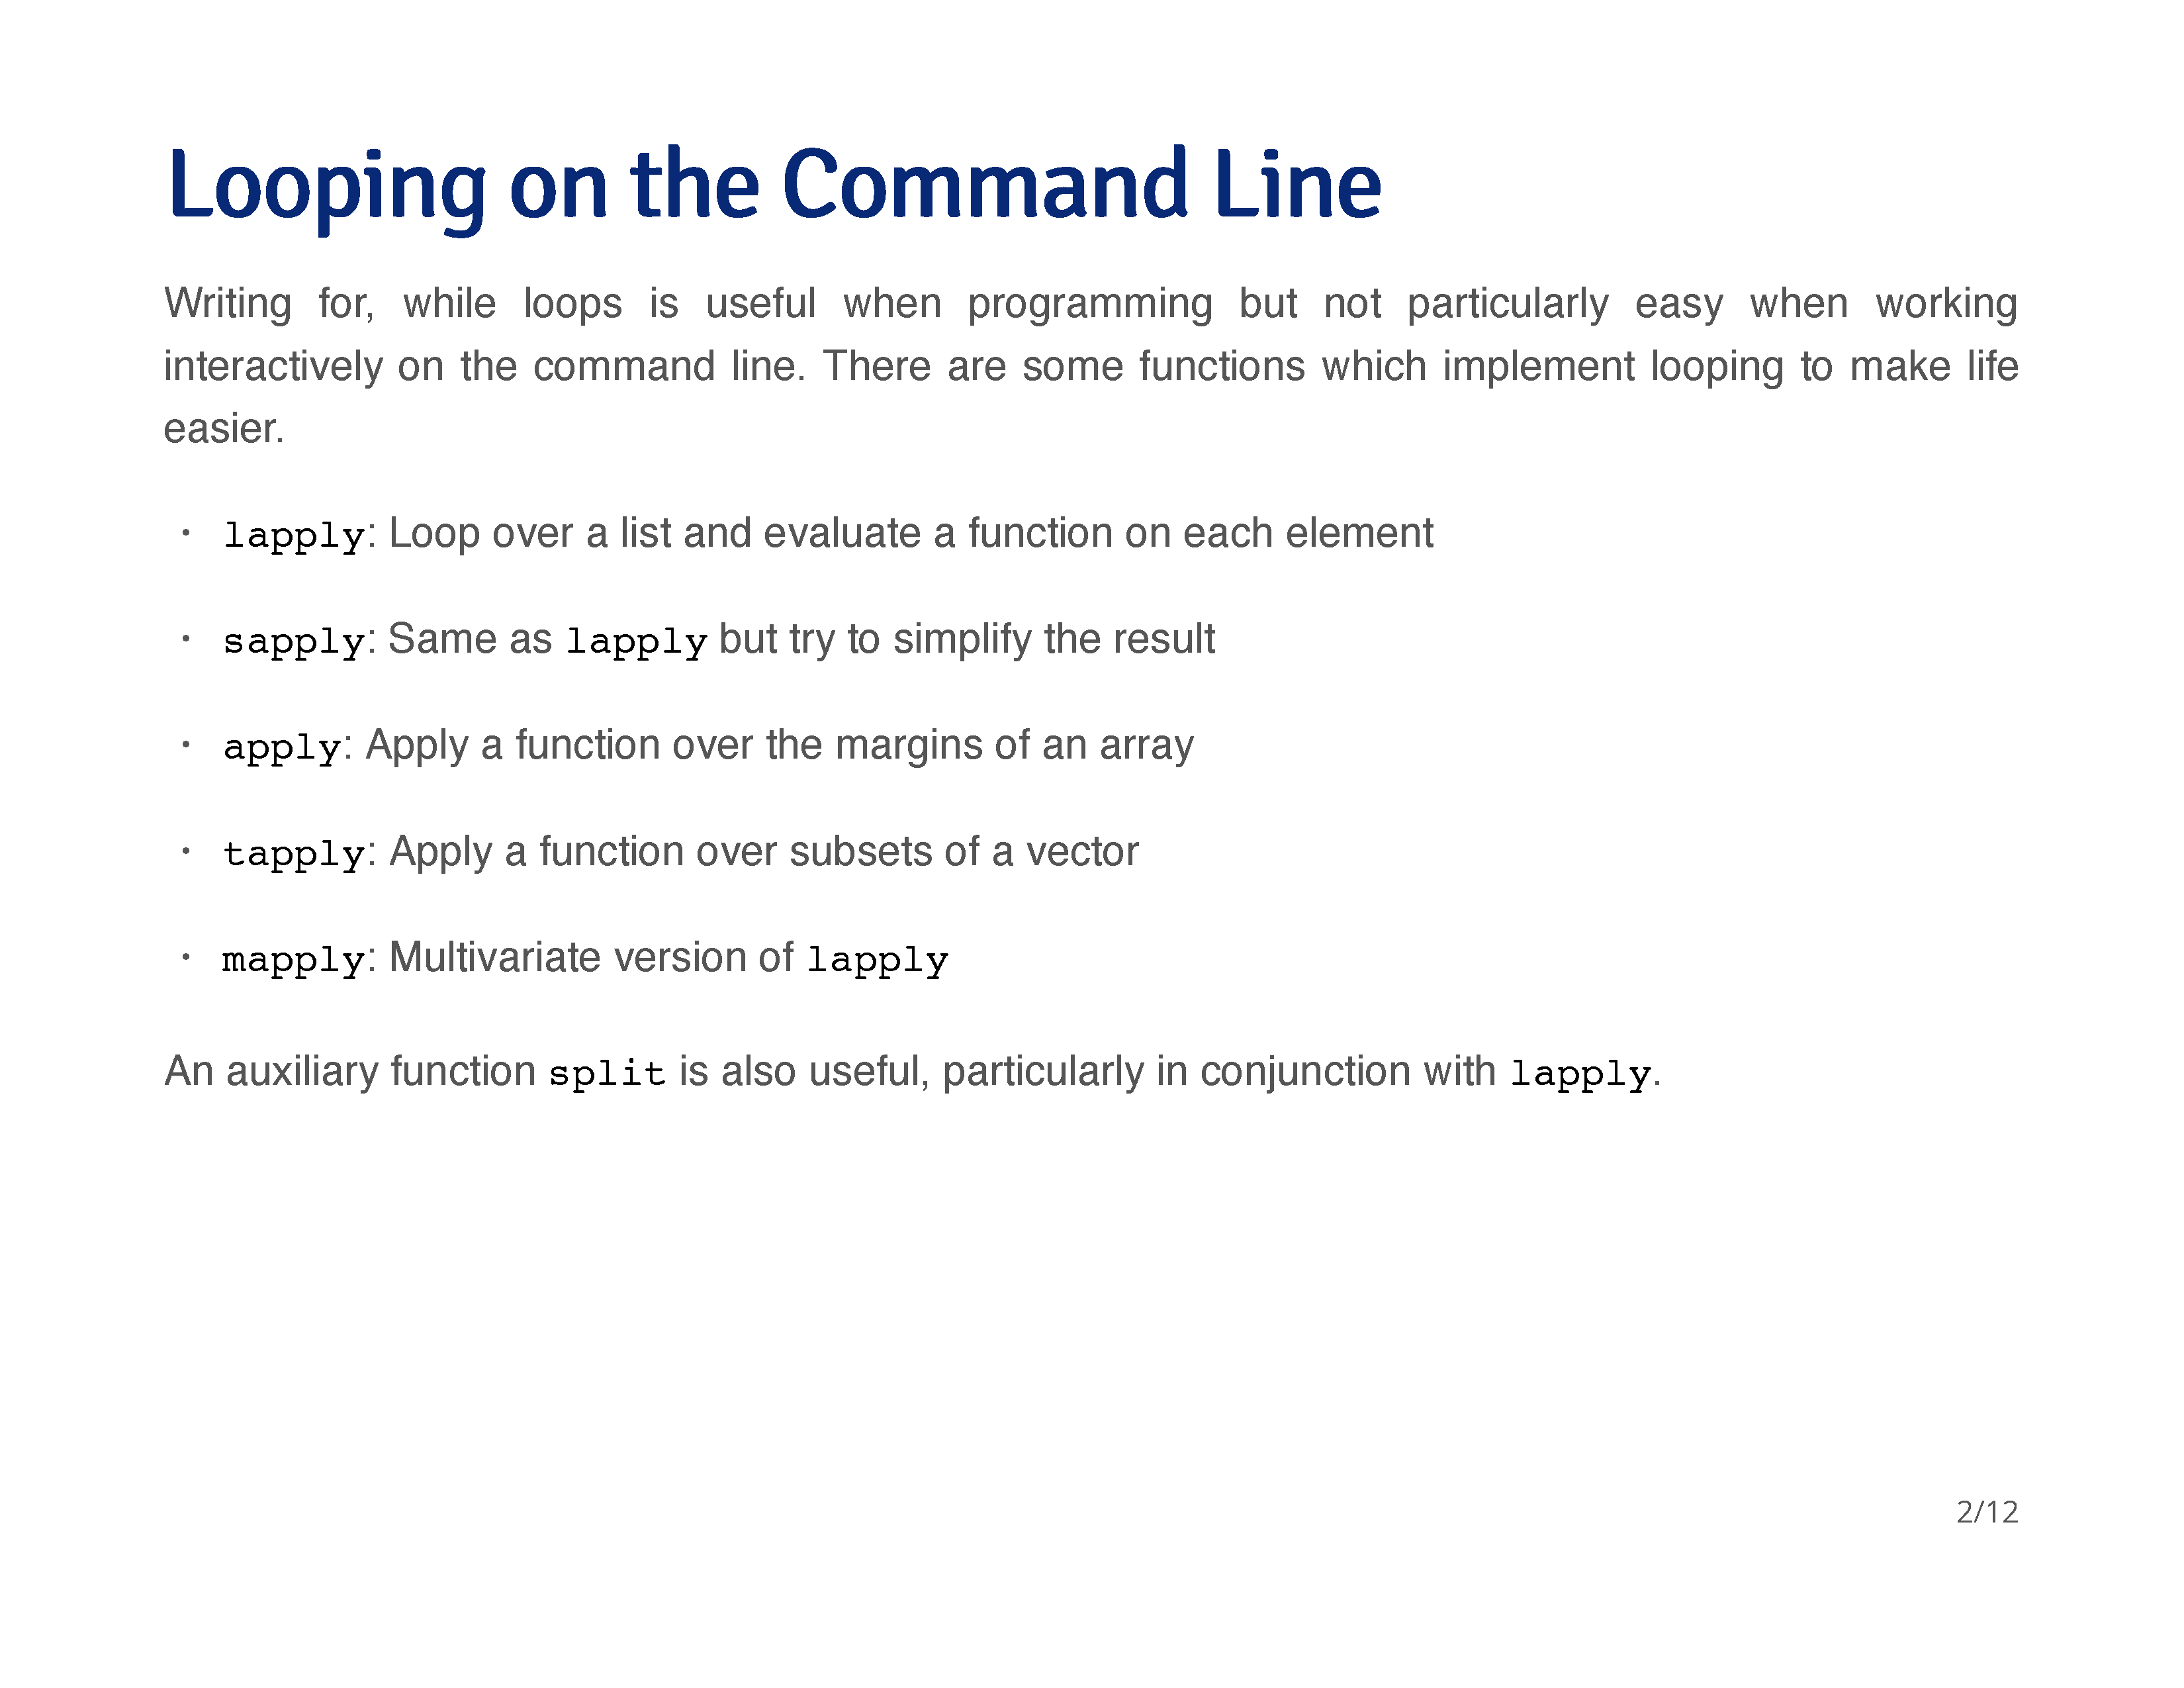 Looping on the Command Line
Writing for, while loops is useful when programming but not particularly easy when working
interactively on the command line. There are some functions which implement looping to make life
easier.
· lapply: Loop over a list and evaluate a function on each element
· sapply: Same as lapply but try to simplify the result
· apply: Apply a function over the margins of an array
· tapply: Apply a function over subsets of a vector
· mapply: Multivariate version of lapply
An auxiliary function split is also useful, particularly in conjunction with lapply.
2/12